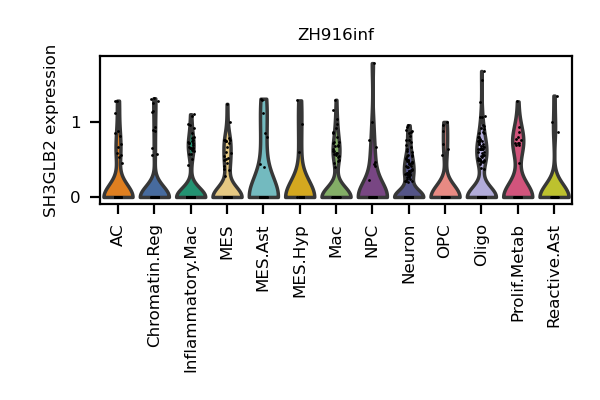 ZH916inf
SH3GLB2 expression
1
0
AC
Chromatin.Reg
Inflammatory.Mac
MES
MES.Ast
MES.Hyp
Mac
NPC
Neuron
OPC
Oligo
Prolif.Metab
Reactive.Ast